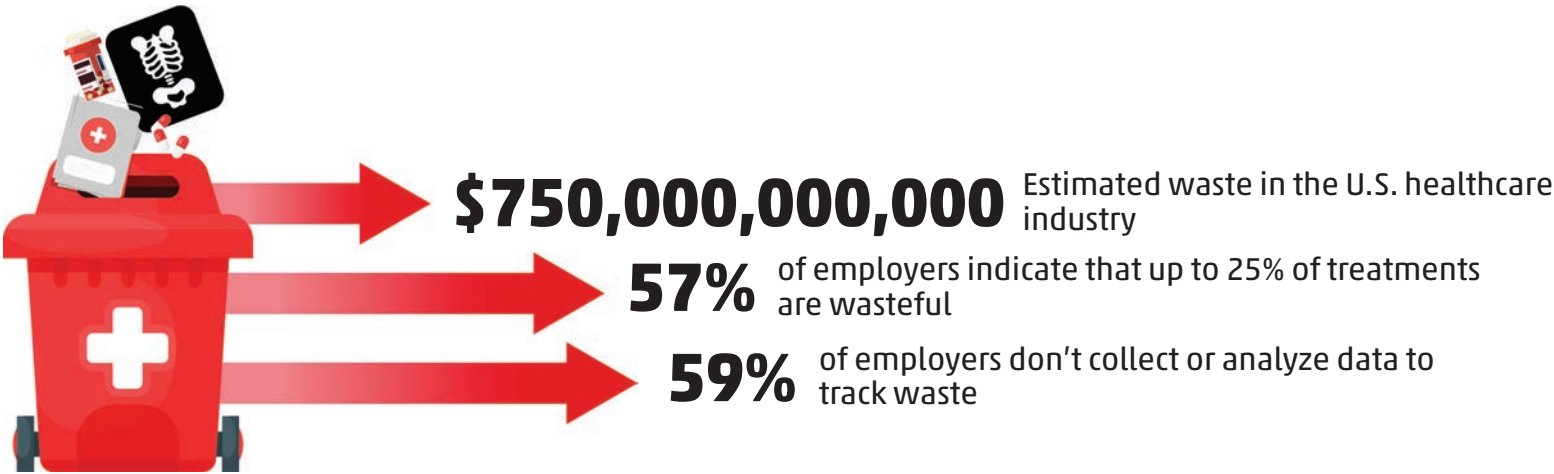 $750,000,000,000 Estimated waste in the U.S. healthcare
industry
57% of employers indicate that up to 25% of treatments
are wasteful
59% of employers don’t collect or analyze data to
track waste